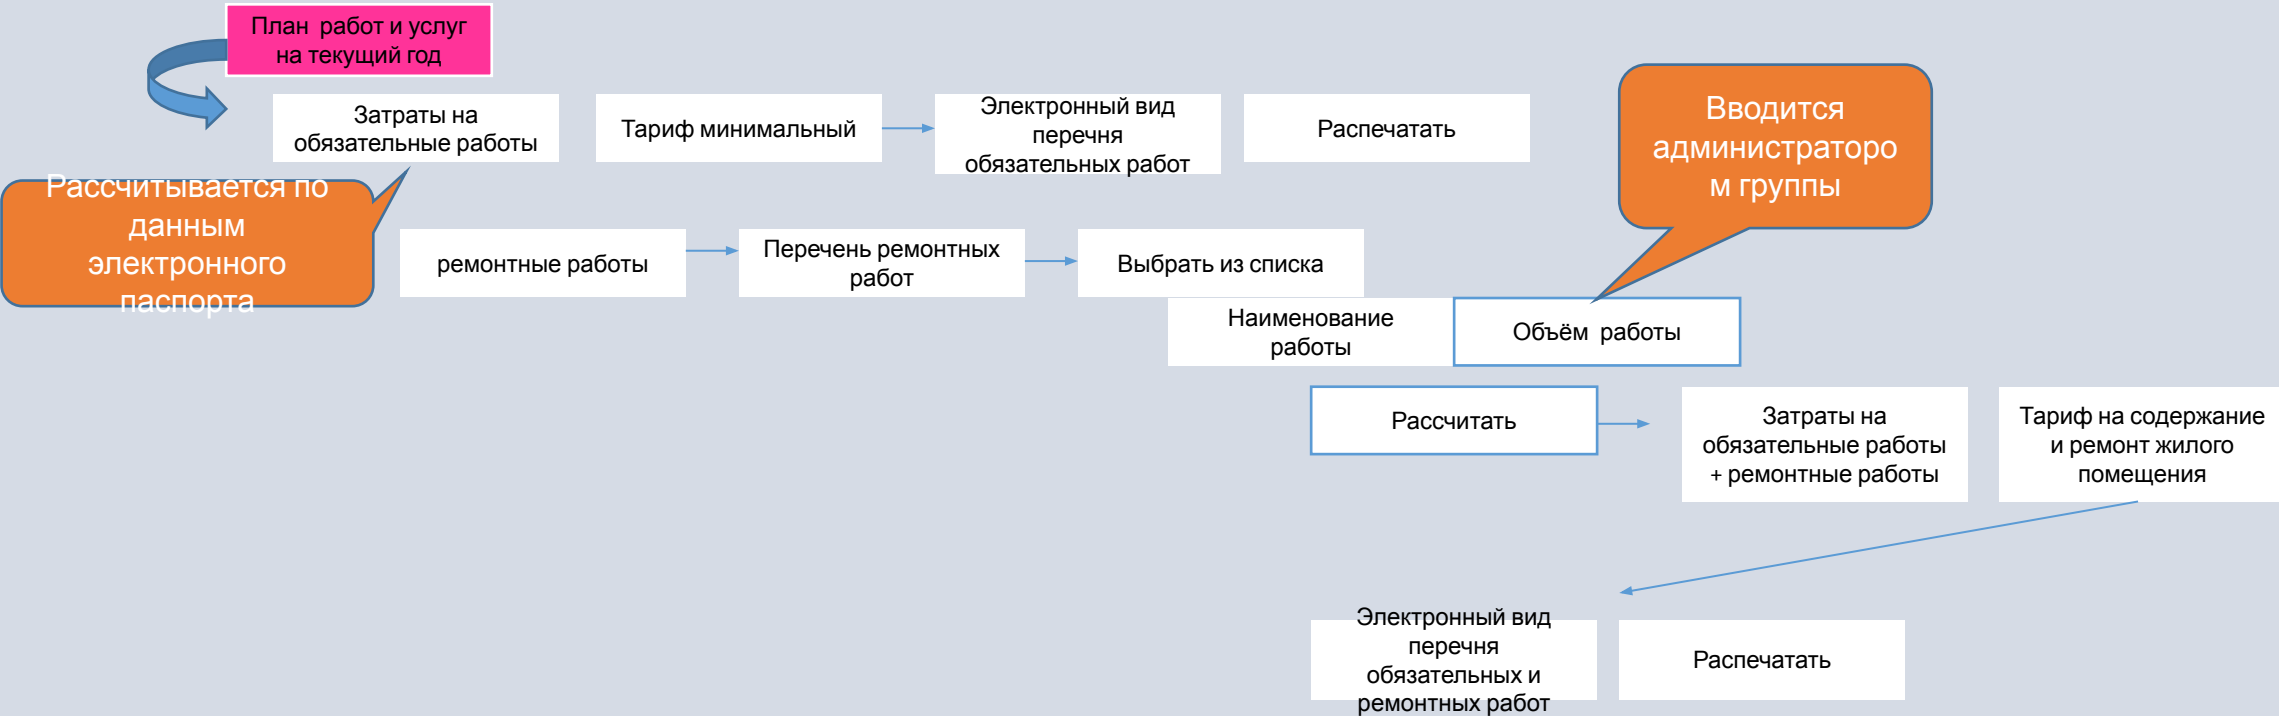 План работ и услуг
на текущий год
Затраты на
обязательные работы
Тариф минимальный
Электронный вид
перечня
обязательных работ
Распечатать
Вводится
администраторо
м группы
Рассчитывается по
данным
электронного
паспорта
ремонтные работы
Перечень ремонтных
работ
Выбрать из списка
Наименование
работы
Объём работы
Рассчитать
Затраты на
обязательные работы
+ ремонтные работы
Тариф на содержание
и ремонт жилого
помещения
Электронный вид
перечня
обязательных и
ремонтных работ
Распечатать